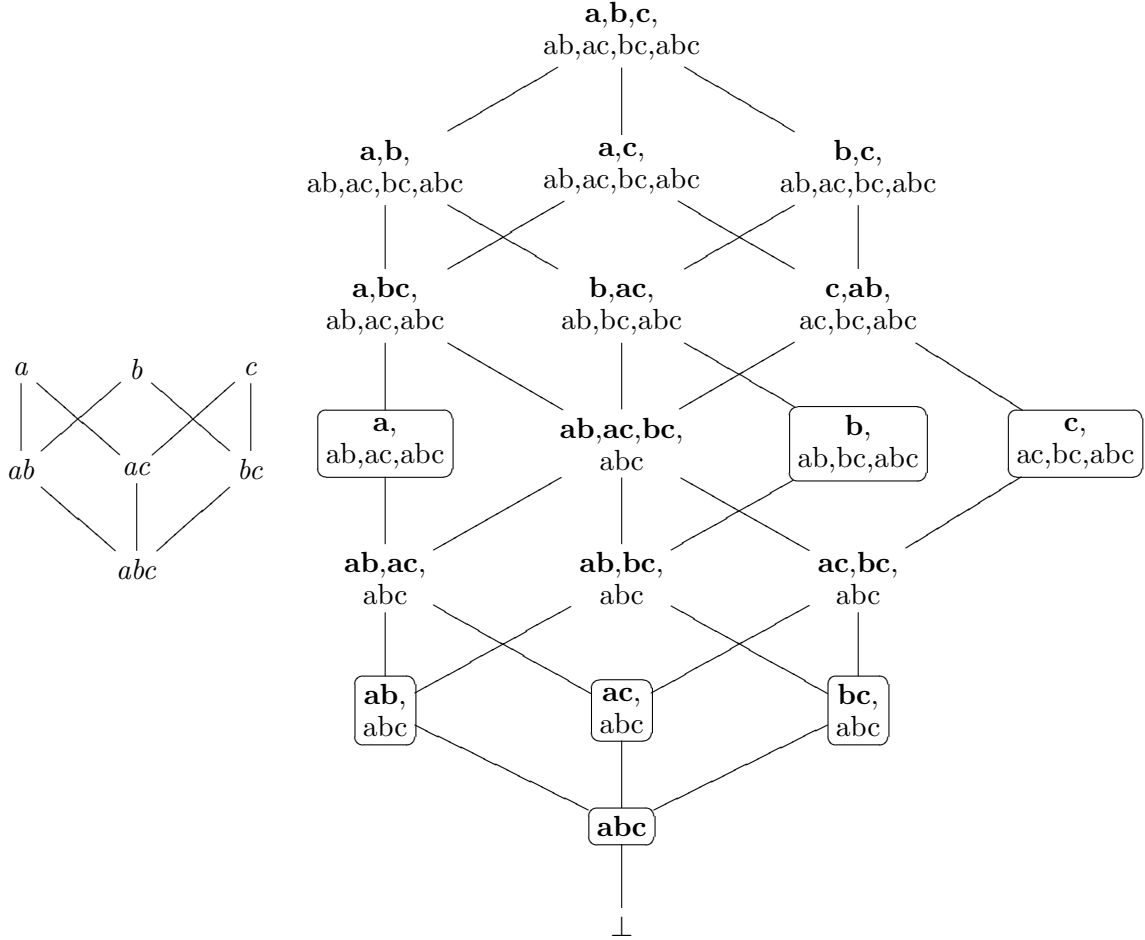 a,b,c,
ab,ac,bc,abc
a,b,
ab,ac,bc,abc
a,c,
ab,ac,bc,abc
b,c,
ab,ac,bc,abc
a,bc,
ab,ac,abc
b,ac,
ab,bc,abc
c,ab,
ac,bc,abc
a b c
ab ac bc
abc
a,
ab,ac,abc
ab,ac,bc,
abc
b,
ab,bc,abc
c,
ac,bc,abc
ab,ac,
abc
ab,bc,
abc
ac,bc,
abc
ab,
abc
ac,
abc
bc,
abc
abc
⊥